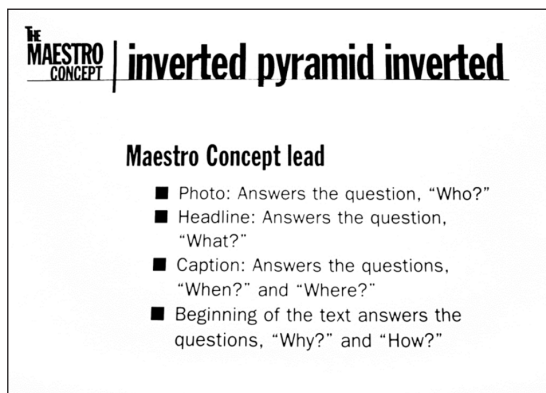 THE
MAESTRO
CONCEPT
inverted pyramid inverted
Maestro Concept lead
■ Photo: Answers the question, “Who?”
■ Headline: Answers the question,
“What?”
■ Caption: Answers the questions,
“When?” and “Where?”
■ Beginning of the text answers the
questions, “Why?” and “How?”